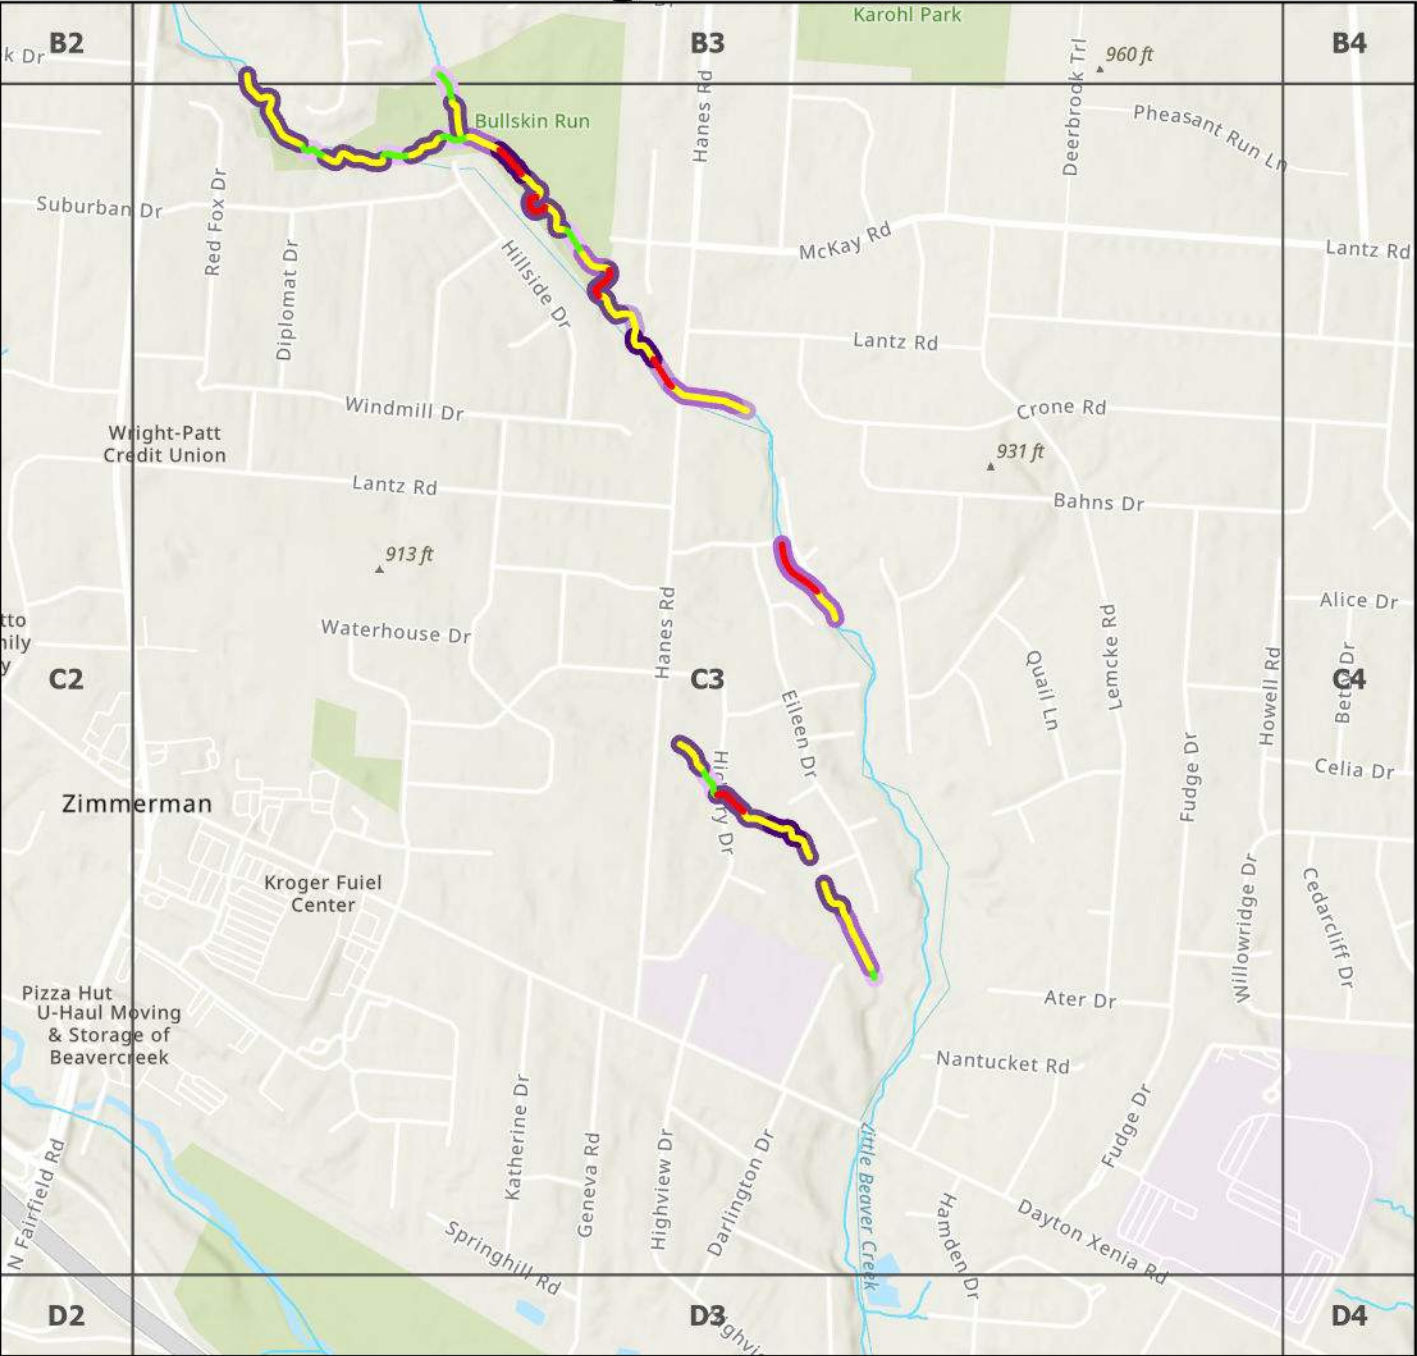 B2
B3
B4
Karohl Park
k Dr
960 ft
Hanes Rd
Deerbrook Trl
Pheasant Run Ln
Bullskin Run
Suburban Dr
Red Fox Dr
Diplomat Dr
Hillside Dr
McKay Rd
Lantz Rd
Lantz Rd
Windmill Dr
Crone Rd
Wright-Patt
Credit Union
931 ft
Lantz Rd
Bahns Dr
913 ft
Alice Dr
tto
nily
y
Waterhouse Dr
Hanes Rd
Lemcke Rd
C2
C3
C4
Quail Ln
Howell Rd
Eileen Dr
Fudge Dr
Celia Dr
Zimmerman
Kroger Fuiel
Center
Willowridge Dr
Cedarcliff Dr
Pizza Hut
U-Haul Moving
& Storage of
Beavercreek
Ater Dr
Nantucket Rd
Katherine Dr
Geneva Rd
Highview Dr
Darlington Dr
Fudge Dr
Little Beaver Creek
N Fairfield Rd
Springhill Rd
Hamden Dr
Dayton Xenia Rd
D2
D3
D4